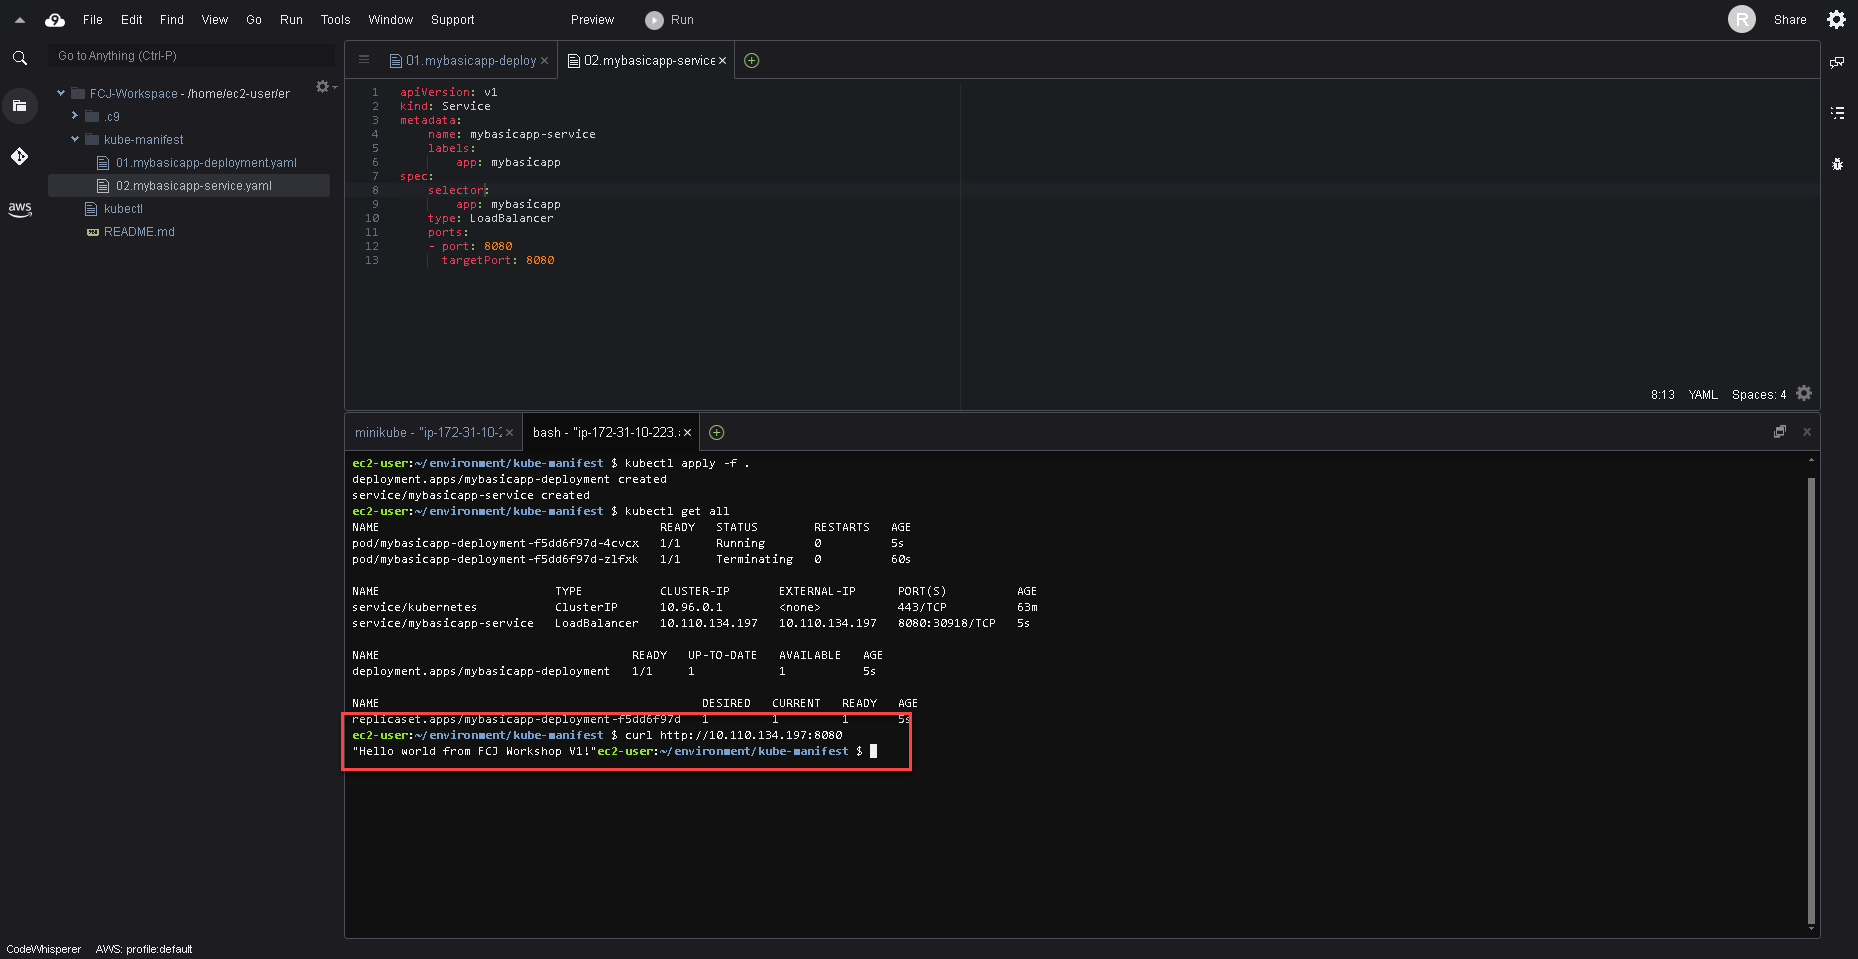 File Edit Find View Go Run Tools Window Support Preview Run R Share
Go to Anything (Ctrl-P)
FCJ-Workspace - /home/ec2-user/er
.c9
kube-manifest
01.mybasicapp-deployment.yaml
02.mybasicapp-service.yaml
kubectl
README.md
aws
01.mybasicapp-deploy 02.mybasicapp-service
1 apiVersion: v1
2 kind: Service
3 metadata:
4 name: mybasicapp-service
5 labels:
6 app: mybasicapp
7 spec:
8 selector:
9 app: mybasicapp
10 type: LoadBalancer
11 ports:
12 - port: 8080
13 targetPort: 8080
8:13 YAML Spaces: 4
minikube - "ip-172-31-10-2 bash - "ip-172-31-10-223.
ec2-user:~/environment/kube-manifest $ kubectl apply -f .
deployment.apps/mybasicapp-deployment created
service/mybasicapp-service created
ec2-user:~/environment/kube-manifest $ kubectl get all
NAME READY STATUS RESTARTS AGE
pod/mybasicapp-deployment-f5dd6f97d-4cvcx 1/1 Running 0 5s
pod/mybasicapp-deployment-f5dd6f97d-zlfxk 1/1 Terminating 0 60s
NAME TYPE CLUSTER-IP EXTERNAL-IP PORT(S) AGE
service/kubernetes ClusterIP 10.96.0.1 <none> 443/TCP 63m
service/mybasicapp-service LoadBalancer 10.110.134.197 10.110.134.197 8080:30918/TCP 5s
NAME READY UP-TO-DATE AVAILABLE AGE
deployment.apps/mybasicapp-deployment 1/1 1 1 5s
NAME DESIRED CURRENT READY AGE
replicaset.apps/mybasicapp-deployment-f5dd6f97d 1 1 1 5s
ec2-user:~/environment/kube-manifest $ curl http://10.110.134.197:8080
"Hello world from FCJ Workshop V1!"ec2-user:~/environment/kube-manifest $
CodeWhisperer AWS: profile:default